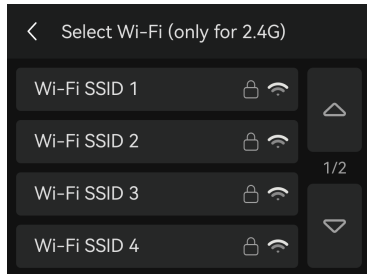 Select Wi-Fi (only for 2.4G)
Wi-Fi SSID 1
Wi-Fi SSID 2
1/2
Wi-Fi SSID 3
Wi-Fi SSID 4